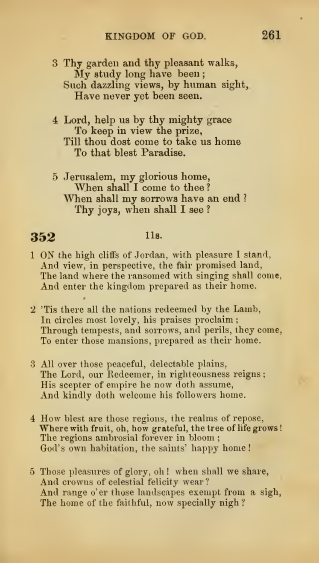 KINGDOM OF GOD. 261
3 Thy garden and thy pleasant walks,
My study long have been;
Such dazzling views, by human sight,
Have never yet been seen.
4 Lord, help us by thy mighty grace
To keep in view the prize,
Till thou dost come to take us home
To that blest Paradise.
5 Jerusalem, my glorious home,
When shall I come to thee?
When shall my sorrows have an end?
Thy joys, when shall I see?
352 11s.
1 ON the high cliffs of Jordan, with pleasure I stand,
And view, in perspective, the fair promised land,
The land where the ransomed with singing shall come,
And enter the kingdom prepared as their home.
2 'Tis there all the nations redeemed by the Lamb,
In circles most lovely, his praises proclaim;
Through tempests, and sorrows, and perils, they come,
To enter those mansions, prepared as their home.
3 All over those peaceful, delectable plains,
The Lord, our Redeemer, in righteousness reigns;
His scepter of empire he now doth assume,
And kindly doth welcome his followers home.
4 How blest are those regions, the realms of repose,
Where with fruit, oh, how grateful, the tree of life grows!
The regions ambrosial forever in bloom;
God's own habitation, the saints' happy home!
5 Those pleasures of glory, oh! when shall we share,
And crowns of celestial felicity wear?
And range o'er those landscapes exempt from a sigh,
The home of the faithful, now specially nigh?